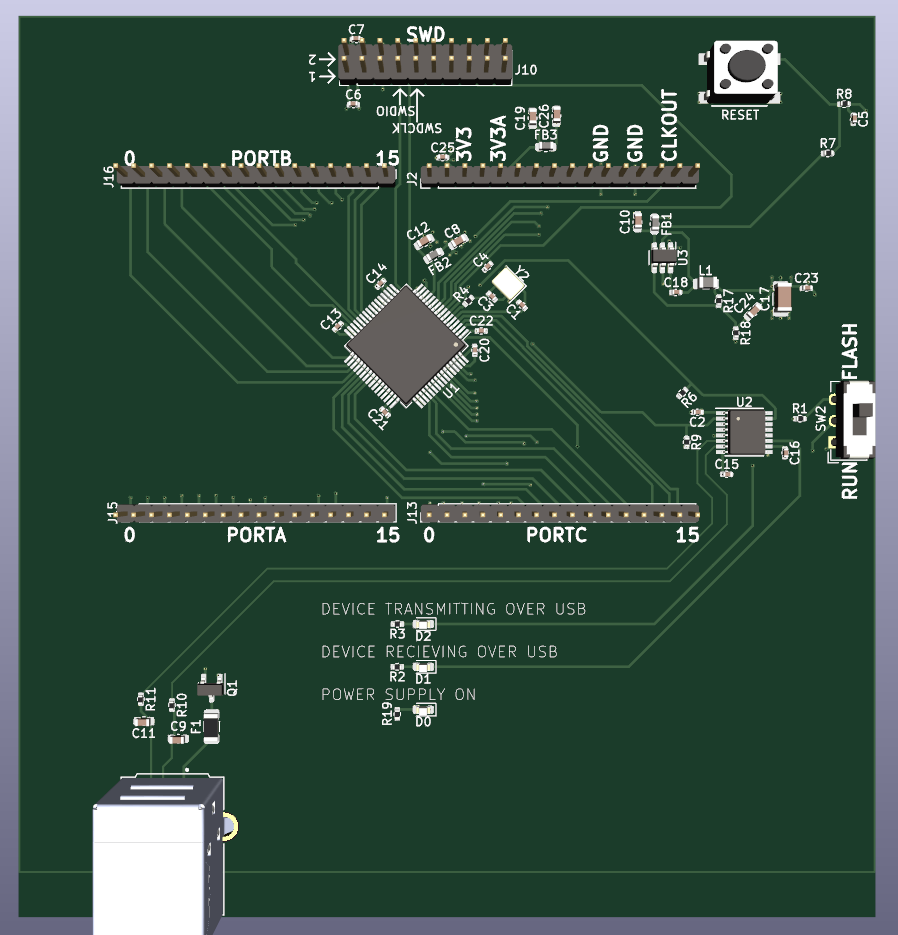 C7
SWD
2
1
J10
C6
SWDIO
SWDCLK
RESET
R8
C5
R7
C19
C26
FB3
C25
3V3
3V3A
GND
GND
CLKOUT
0
PORTB
15
J16
J2
C10
FB1
U3
C12
C8
FB2
C4
Y2
C14
R4
C3
C1
C18
L1
R17
C24
C17
C23
R18
C13
C22
C20
U1
C21
FLASH
R6
C2
U2
R1
SW2
R9
C16
C15
RUN
J15
J13
0
PORTA
15
0
PORTC
15
DEVICE TRANSMITTING OVER USB
R3
D2
DEVICE RECIEVING OVER USB
R2
D1
POWER SUPPLY ON
R19
D0
Q1
R11
R10
C11
C9
F1